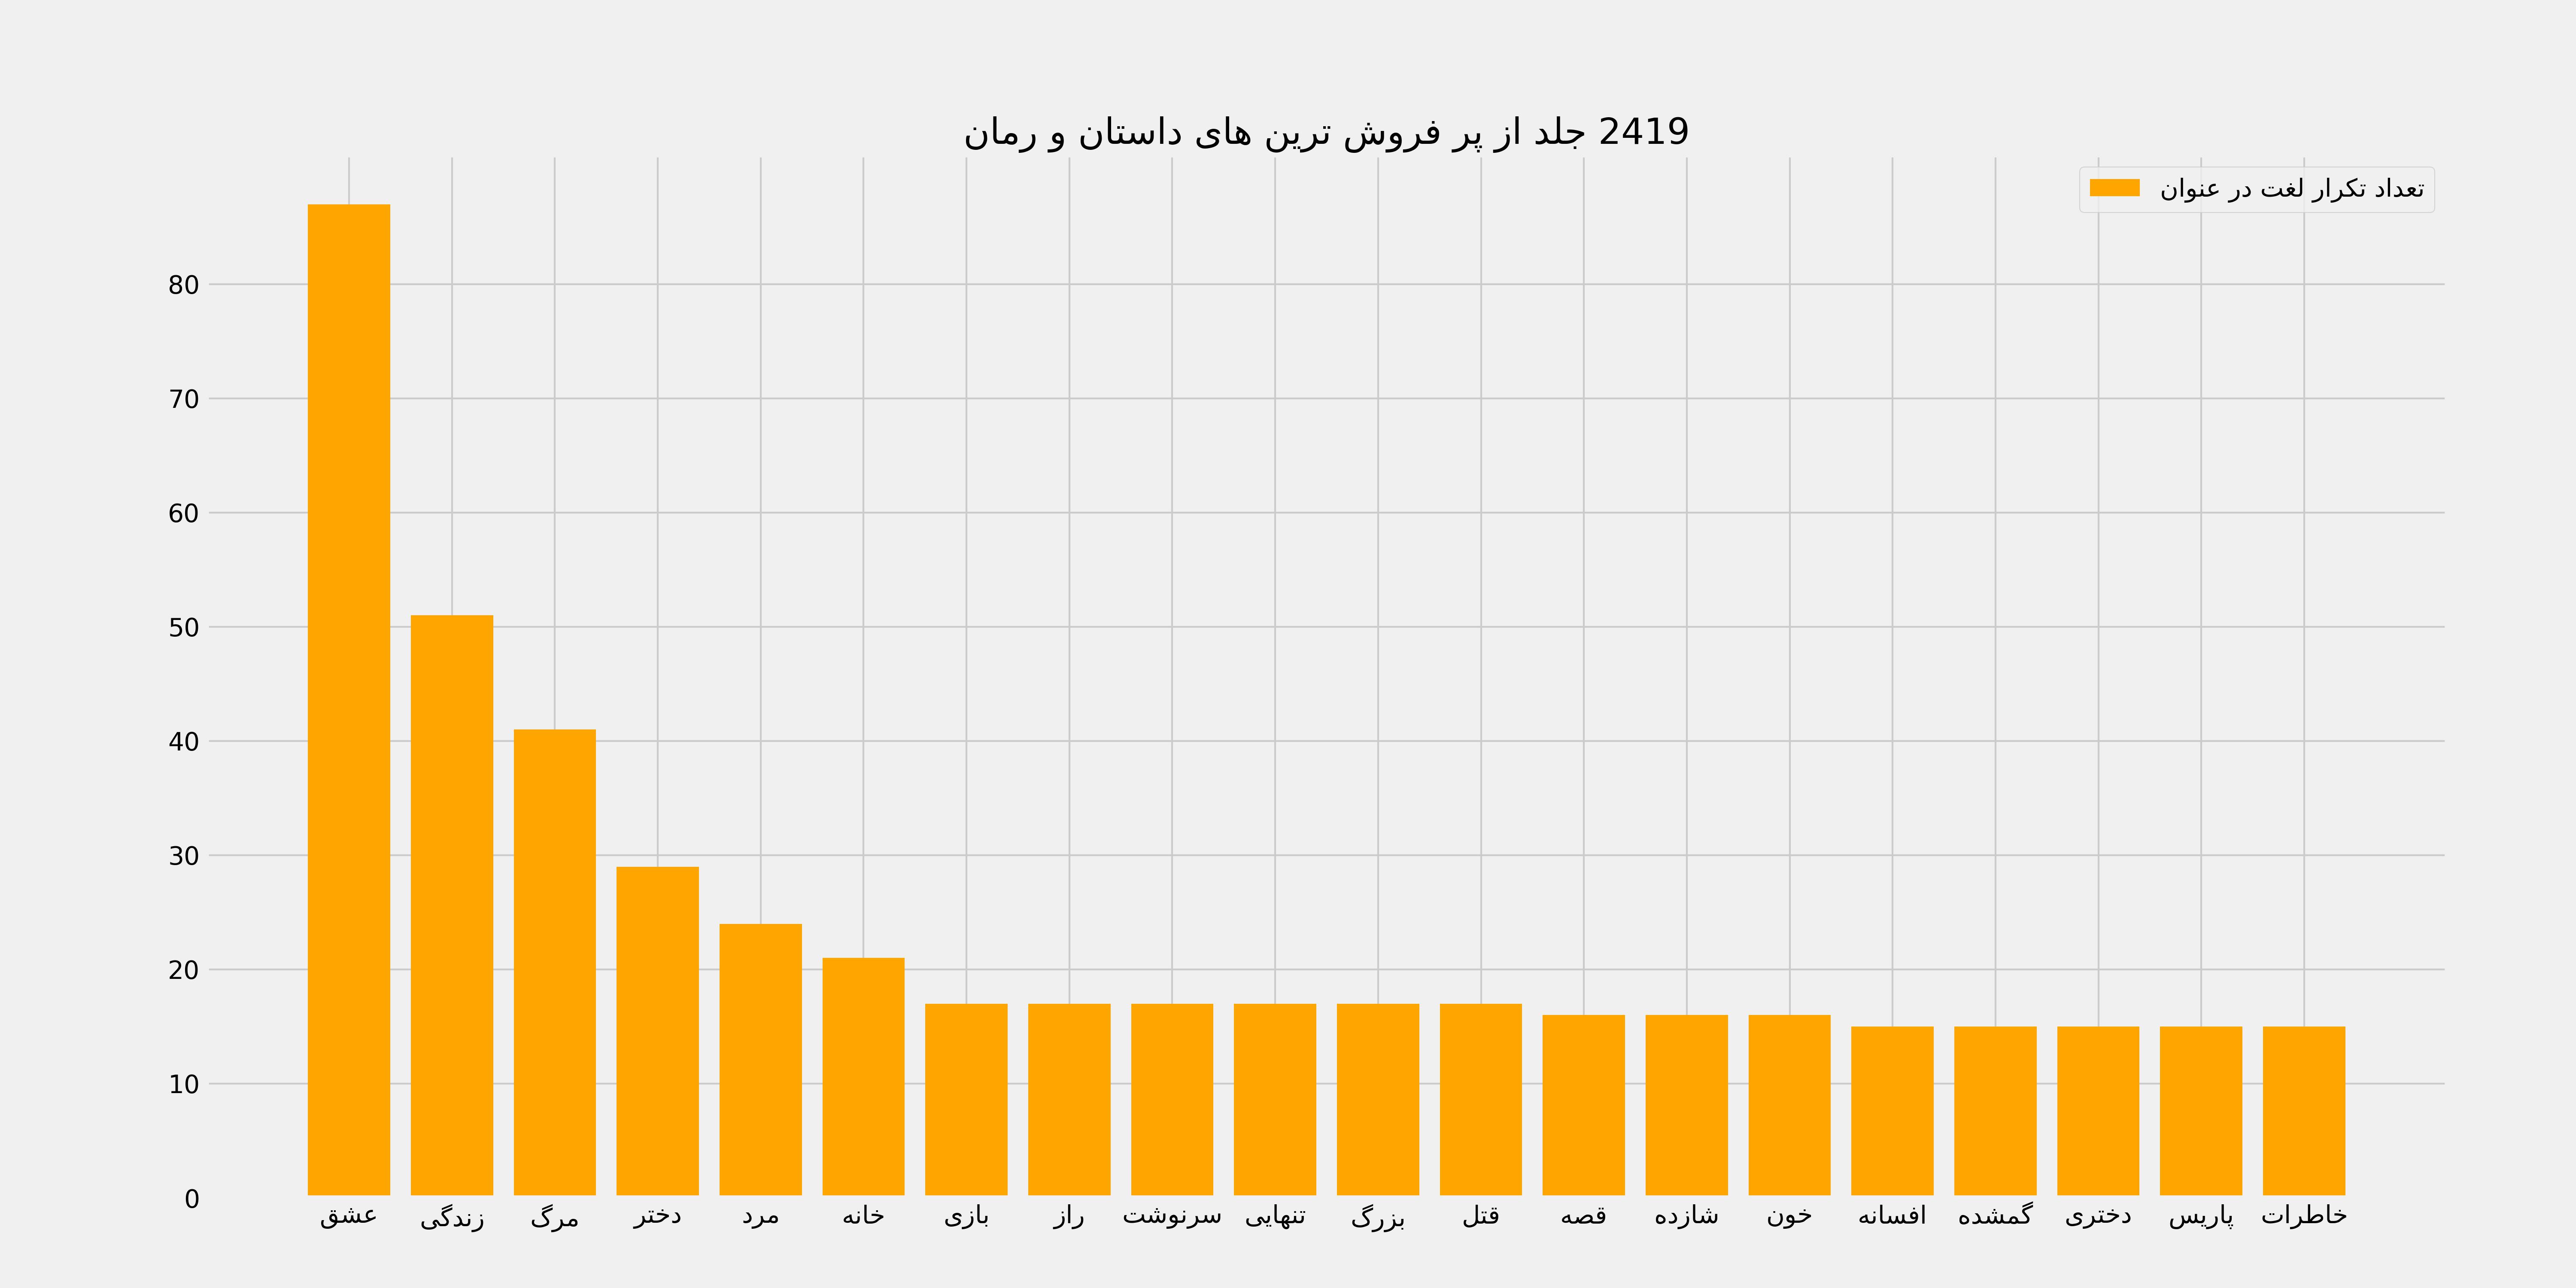 2419 جلد از پر فروش ترین های داستان و رمان
تعداد تکرار لغت در عنوان
80
70
60
50
40
30
20
10
0
عشق
زندگی
مرگ
دختر
مرد
خانه
بازی
راز
سرنوشت
تنهایی
بزرگ
قتل
قصه
شازده
خون
افسانه
گمشده
دختری
پاریس
خاطرات